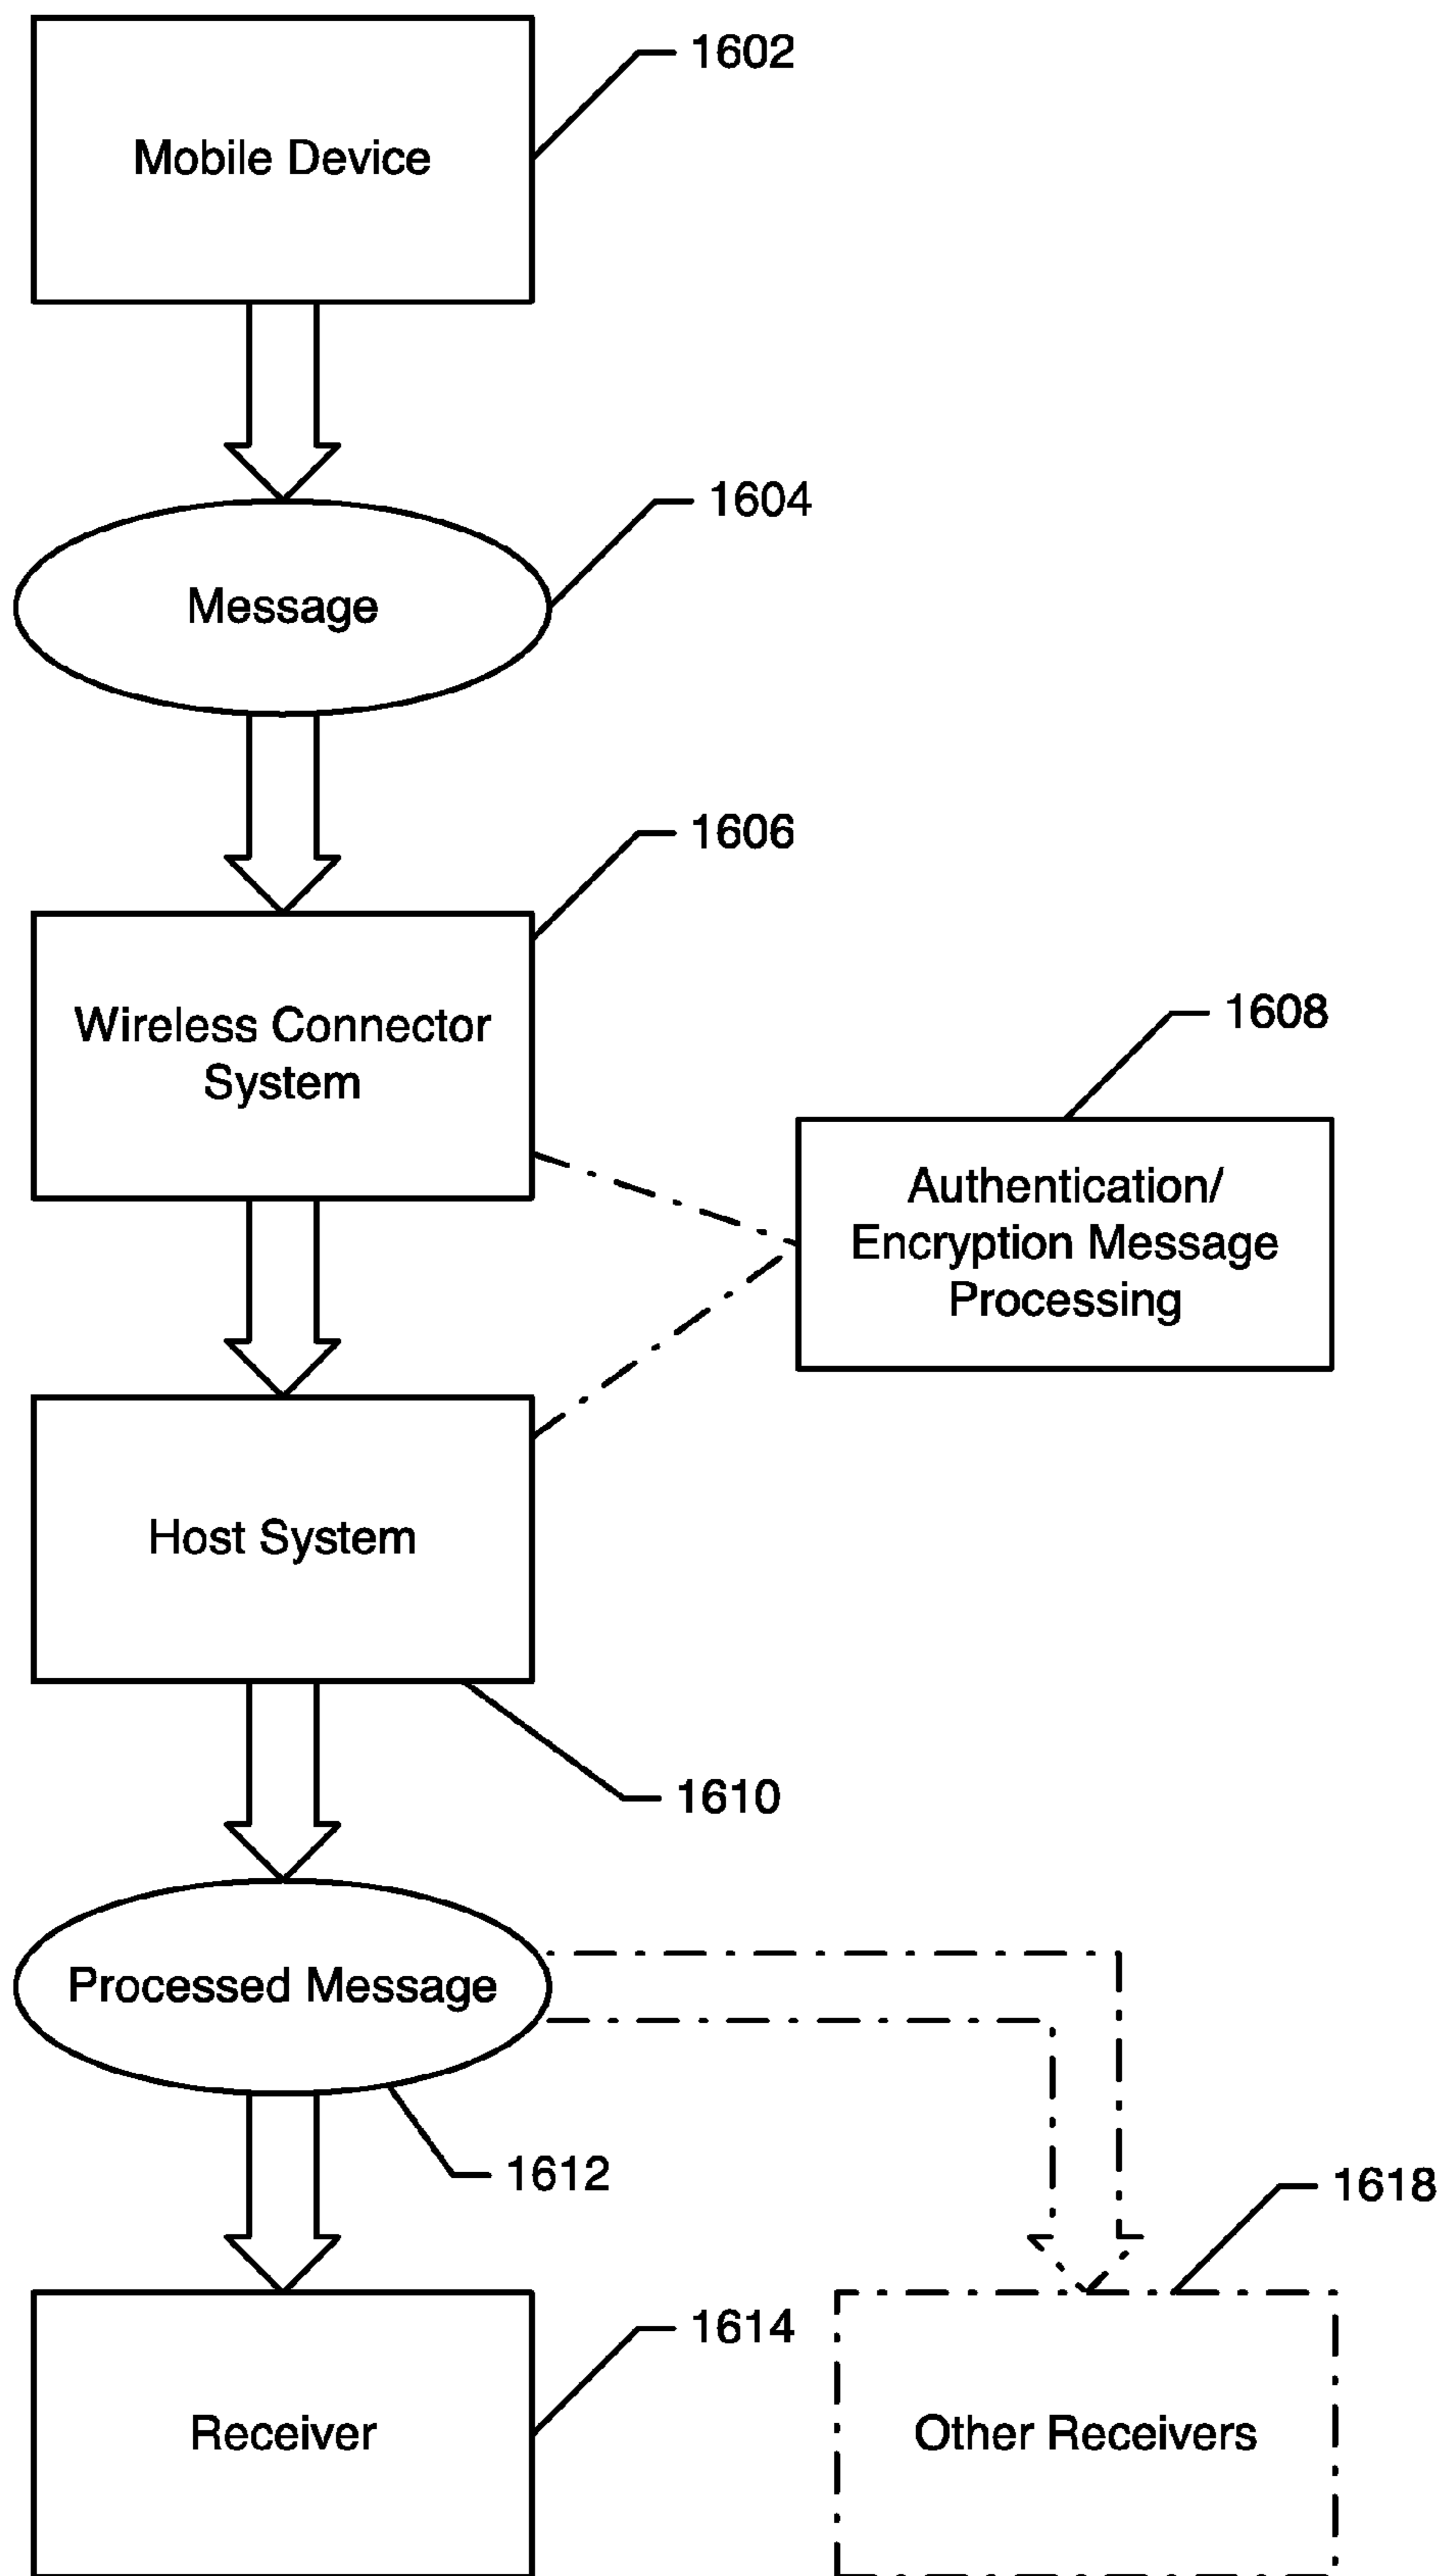 1602
Mobile Device
1604
Message
1606
Wireless Connector
System
1608
Authentication/
Encryption Message
Processing
Host System
1610
Processed Message
1612
1618
1614
Receiver
Other Receivers